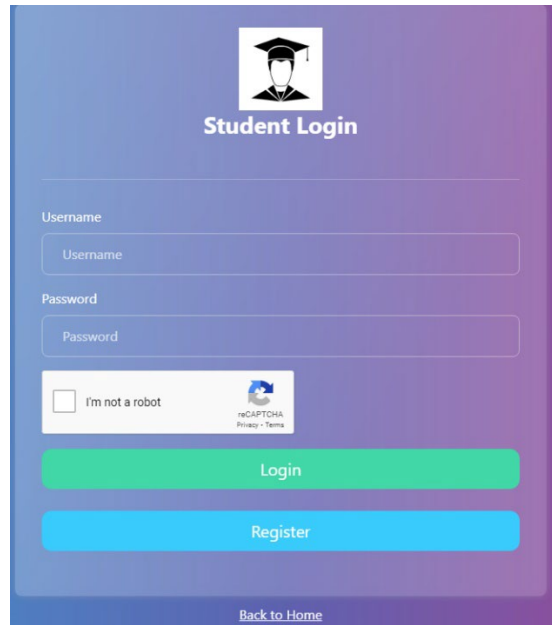 Student Login
Username
Username
Password
Password
I'm not a robot
reCAPTCHA
Privacy - Terms
Login
Register
Back to Home